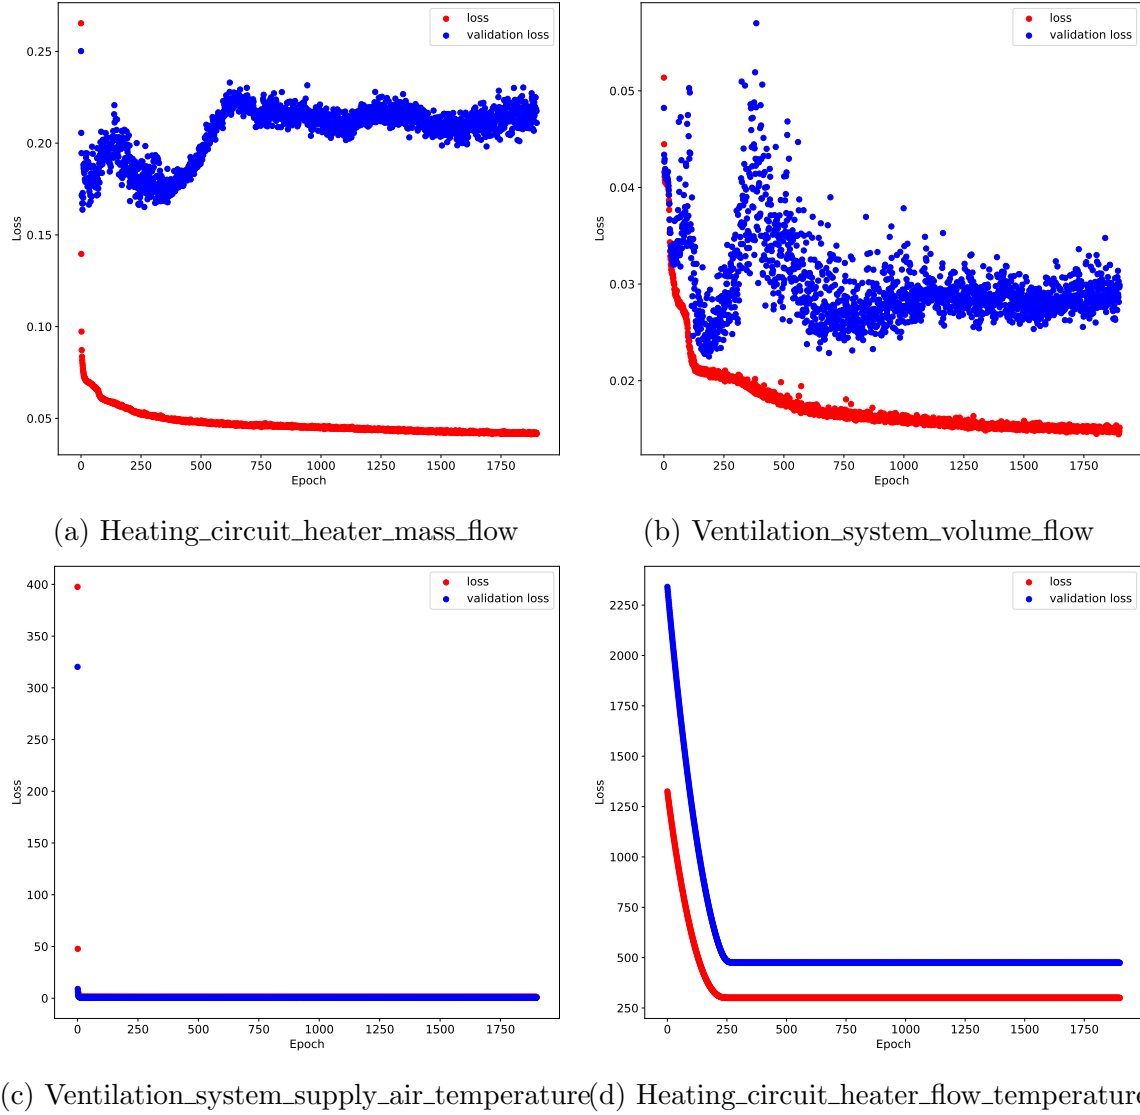 loss
validation loss
0.25
0.20
0.15
0.10
0.05
Loss
0 250 500 750 1000 1250 1500 1750
Epoch
(a) Heating_circuit_heater_mass_flow
loss
validation loss
0.05
0.04
0.03
0.02
Loss
0 250 500 750 1000 1250 1500 1750
Epoch
(b) Ventilation_system_volume_flow
loss
validation loss
400
350
300
250
200
150
100
50
0
Loss
0 250 500 750 1000 1250 1500 1750
Epoch
(c) Ventilation_system_supply_air_temperature
loss
validation loss
2250
2000
1750
1500
1250
1000
750
500
250
Loss
0 250 500 750 1000 1250 1500 1750
Epoch
(d) Heating_circuit_heater_flow_temperature